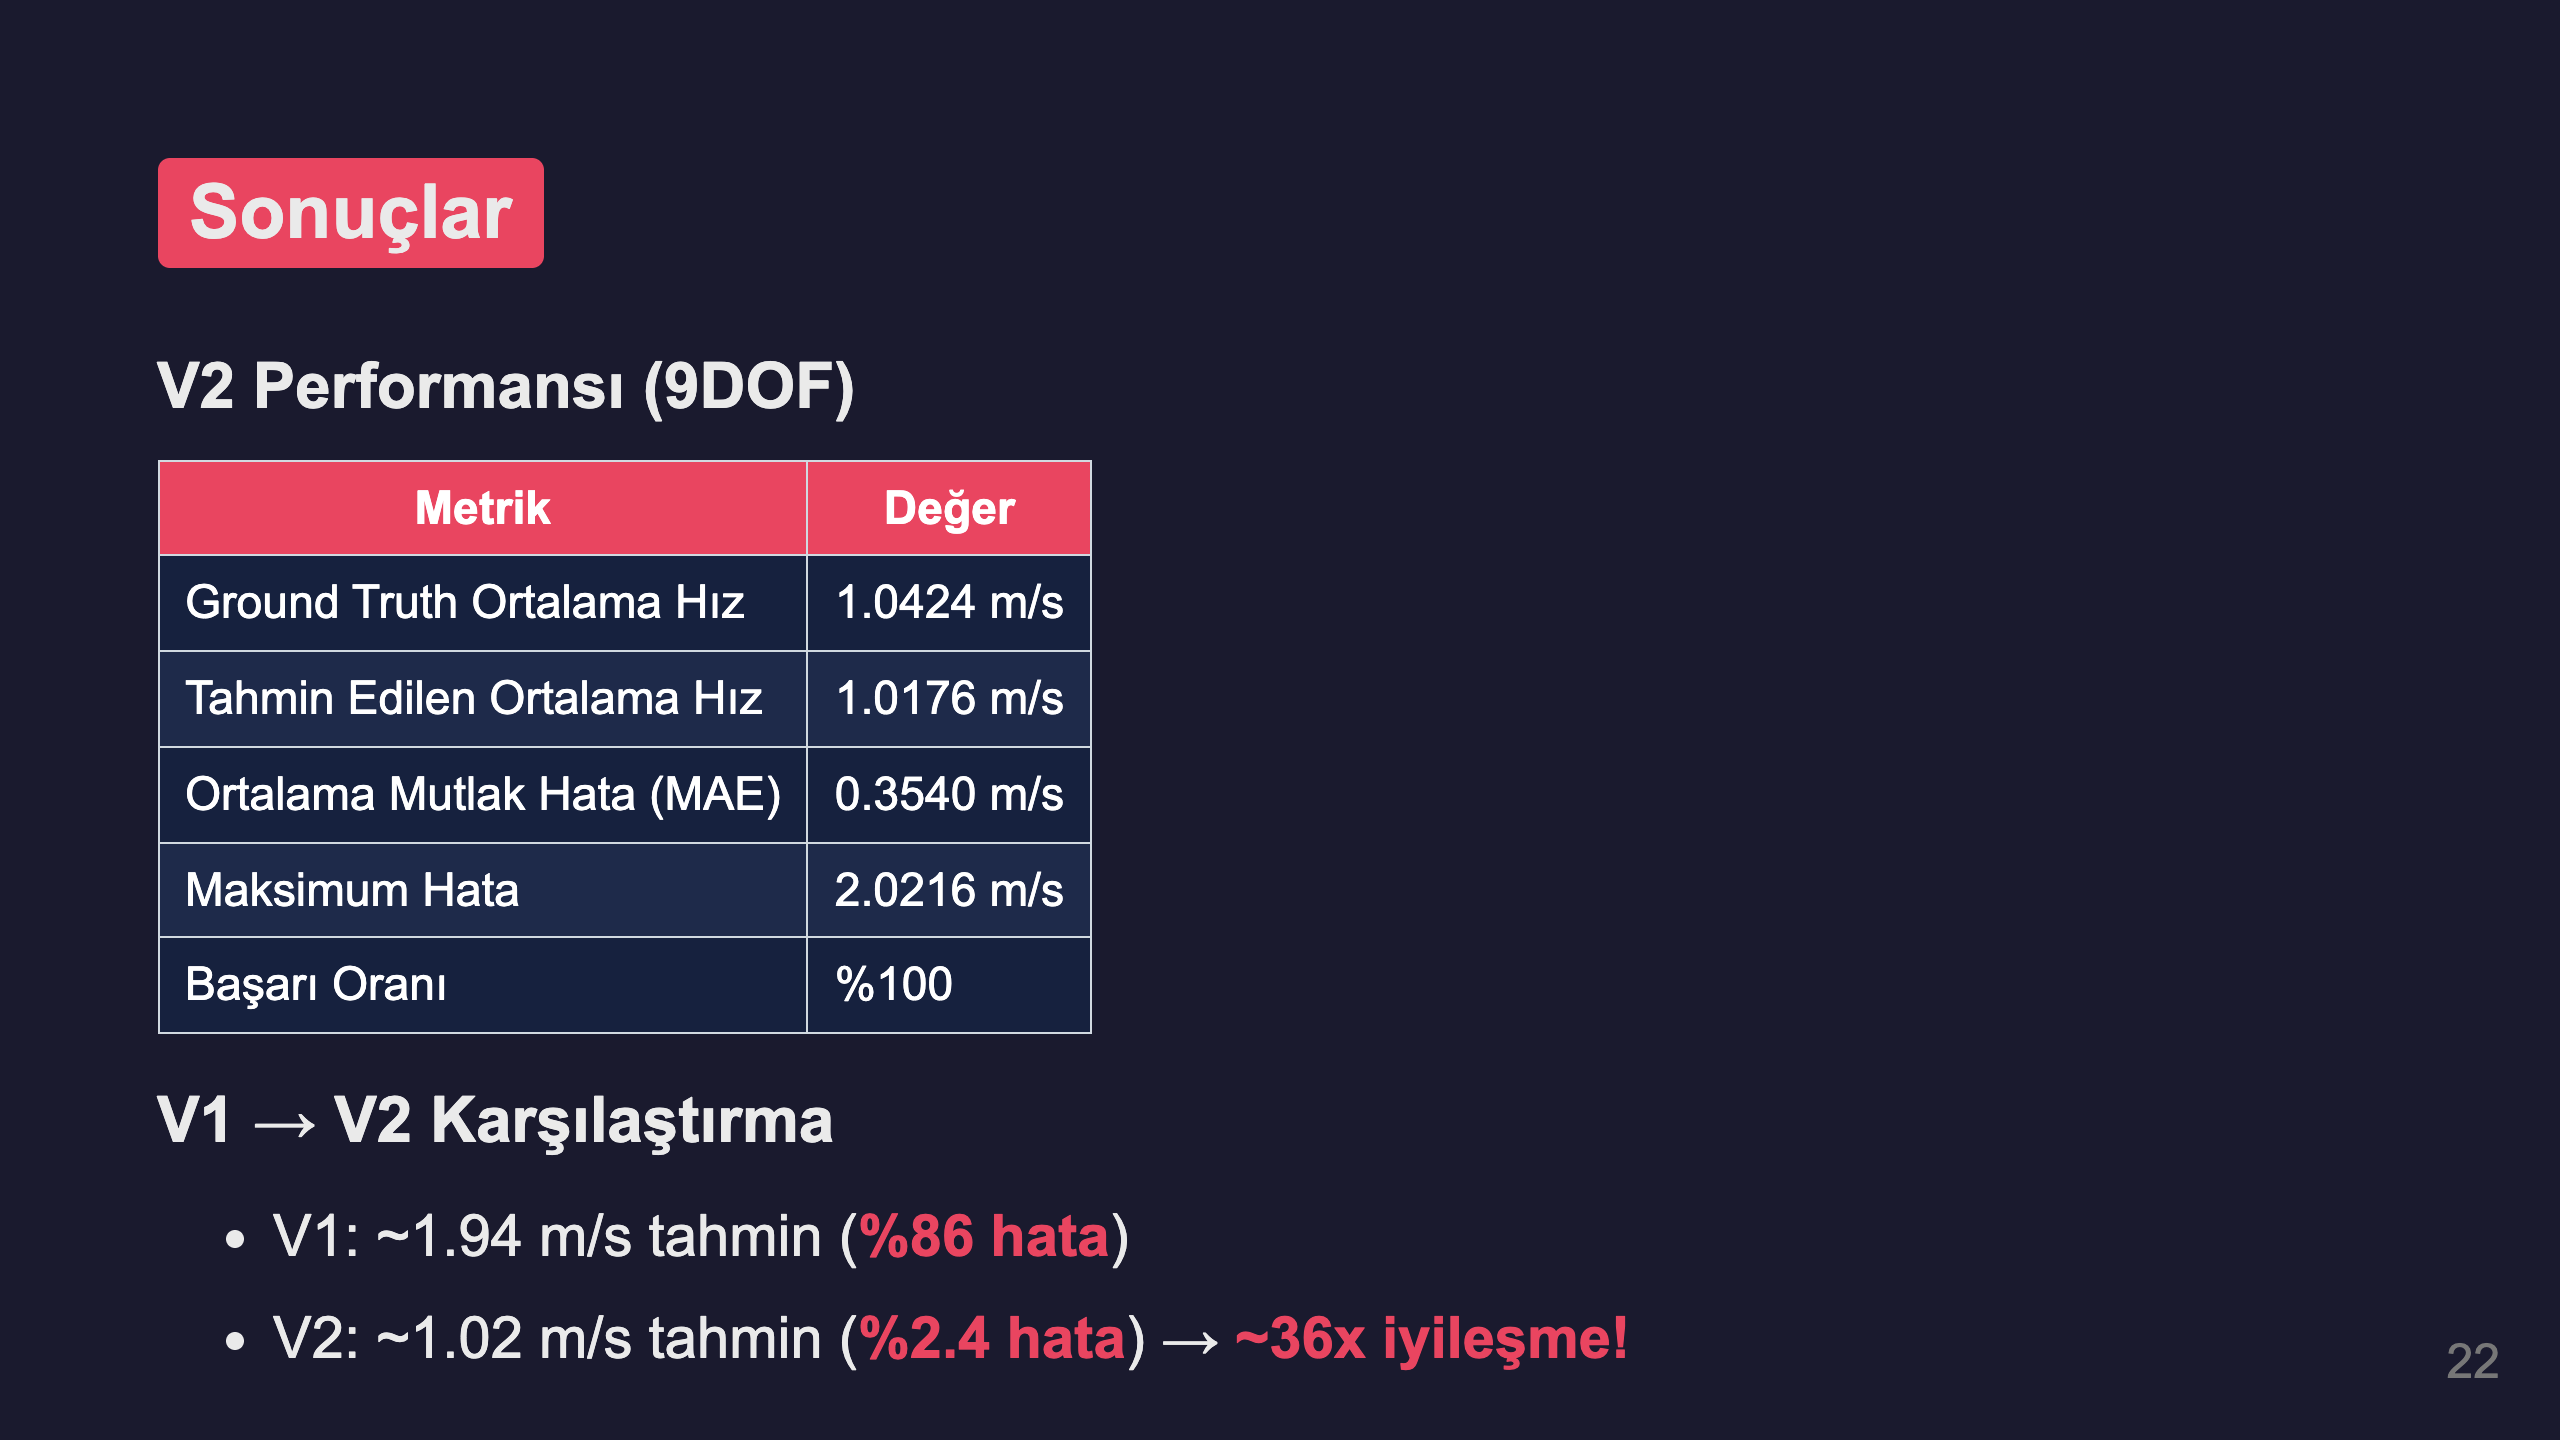 Sonuçlar
V2 Performansı (9DOF)
Metrik Değer
Ground Truth Ortalama Hız 1.0424 m/s
Tahmin Edilen Ortalama Hız 1.0176 m/s
Ortalama Mutlak Hata (MAE) 0.3540 m/s
Maksimum Hata 2.0216 m/s
Başarı Oranı %100
V1 → V2 Karşılaştırma
• V1: ~1.94 m/s tahmin (%86 hata)
• V2: ~1.02 m/s tahmin (%2.4 hata) → ~36x iyileşme!
22